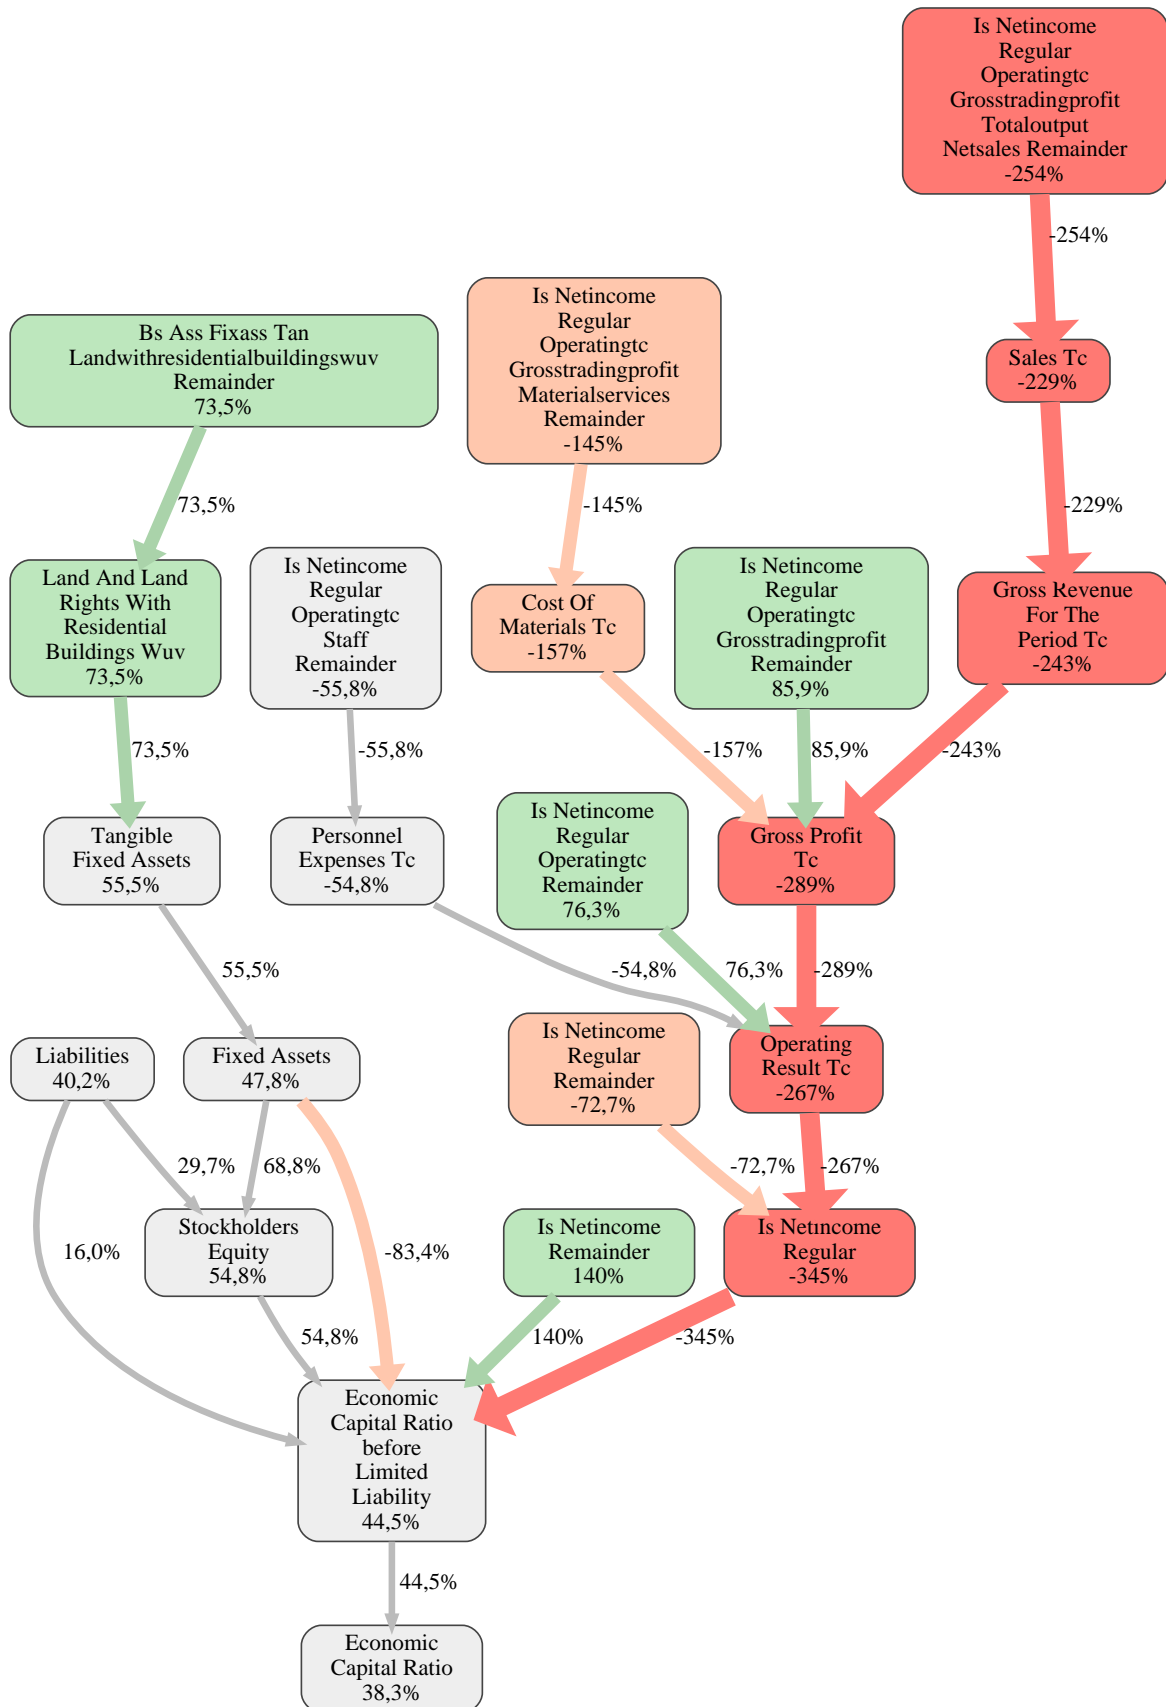 Is Netincome
Regular
Operatingtc
Grosstradingprofit
Totaloutput
Netsales Remainder
-254%
-254%
Is Netincome
Regular
Operatingtc
Grosstradingprofit
Materialservices
Remainder
-145%
Bs Ass Fixass Tan
Landwithresidentialbuildingswuv
Remainder
73,5%
Sales Tc
-229%
73,5%
-145%
-229%
Land And Land
Rights With
Residential
Buildings Wuv
73,5%
Is Netincome
Regular
Operatingtc
Staff
Remainder
-55,8%
Cost Of
Materials Tc
-157%
Is Netincome
Regular
Operatingtc
Grosstradingprofit
Remainder
85,9%
Gross Revenue
For The
Period Tc
-243%
73,5%
-55,8%
-157%
85,9%
-243%
Tangible
Fixed Assets
55,5%
Personnel
Expenses Tc
-54,8%
Is Netincome
Regular
Operatingtc
Remainder
76,3%
Gross Profit
Tc
-289%
55,5%
-54,8%
76,3%
-289%
Liabilities
40,2%
Fixed Assets
47,8%
Is Netincome
Regular
Remainder
-72,7%
Operating
Result Tc
-267%
29,7%
68,8%
-72,7%
-267%
16,0%
Stockholders
Equity
54,8%
-83,4%
Is Netincome
Remainder
140%
Is Netincome
Regular
-345%
54,8%
140%
-345%
Economic
Capital Ratio
before
Limited
Liability
44,5%
44,5%
Economic
Capital Ratio
38,3%